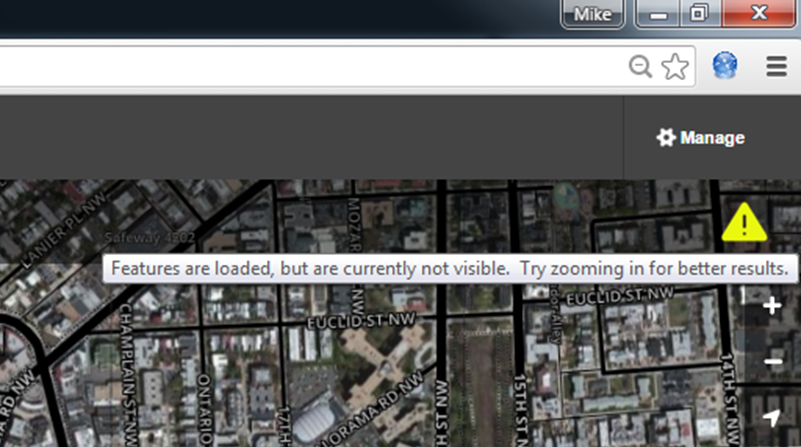 Mike
Manage
LANIER PL NW
Safeway 4202
MOZAR
NW
Features are loaded, but are currently not visible.  Try zooming in for better results.
EUCLID ST NW
EUCLID ST NW
CHAMPLAIN ST NW
ONTARIO
17TH
ORAMA RD NW
RD NW
H ST NW
15TH
14TH ST NW